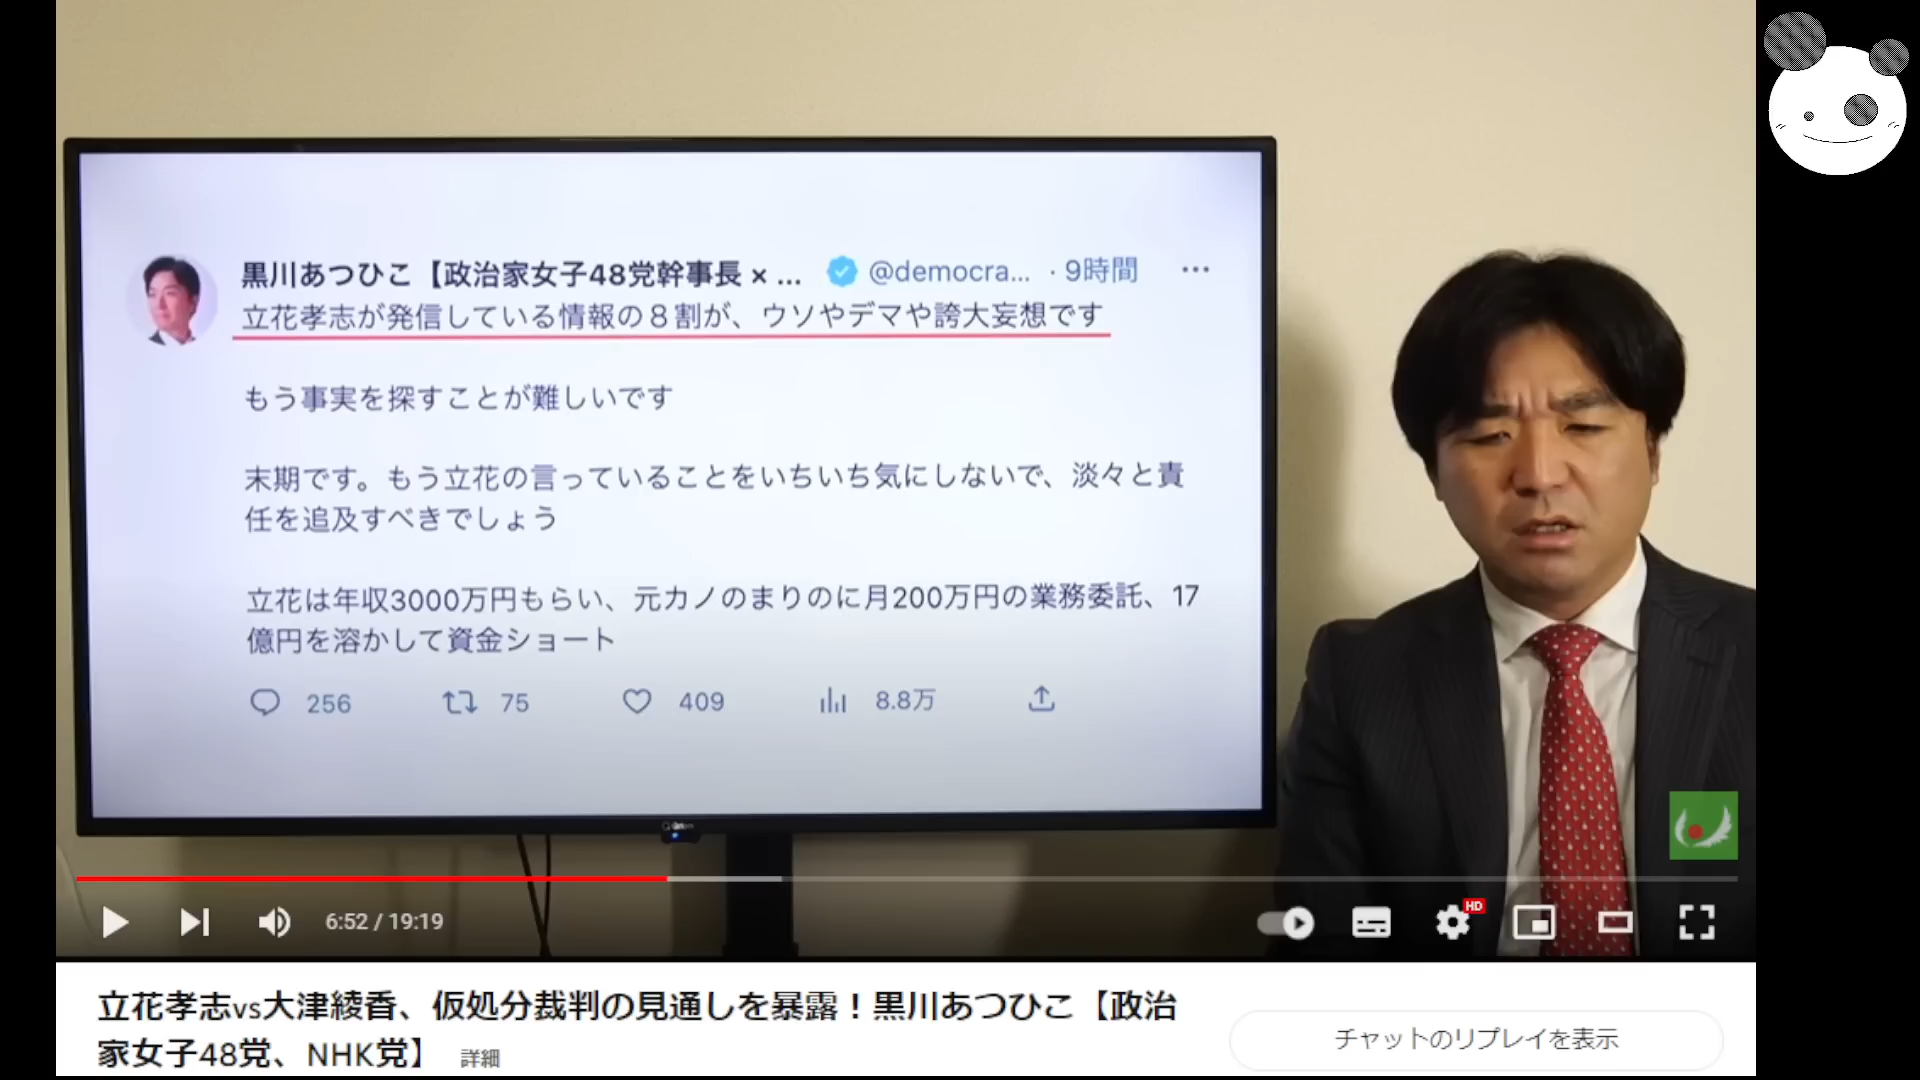 黒川あつひこ【政治家女子48党幹事長 × ... @democra... · 9時間 ...
立花孝志が発信している情報の８割が、ウソやデマや誇大妄想です
もう事実を探すことが難しいです
末期です。もう立花の言っていることをいちいち気にしないで、淡々と責
任を追及すべきでしょう
立花は年収3000万円もらい、元カノのまりのに月200万円の業務委託、17
億円を溶かして資金ショート
256 75 409 8.8万
6:52 / 19:19
HD
立花孝志vs大津綾香、仮処分裁判の見通しを暴露！黒川あつひこ【政治
家女子48党、NHK党】 詳細
チャットのリプレイを表示